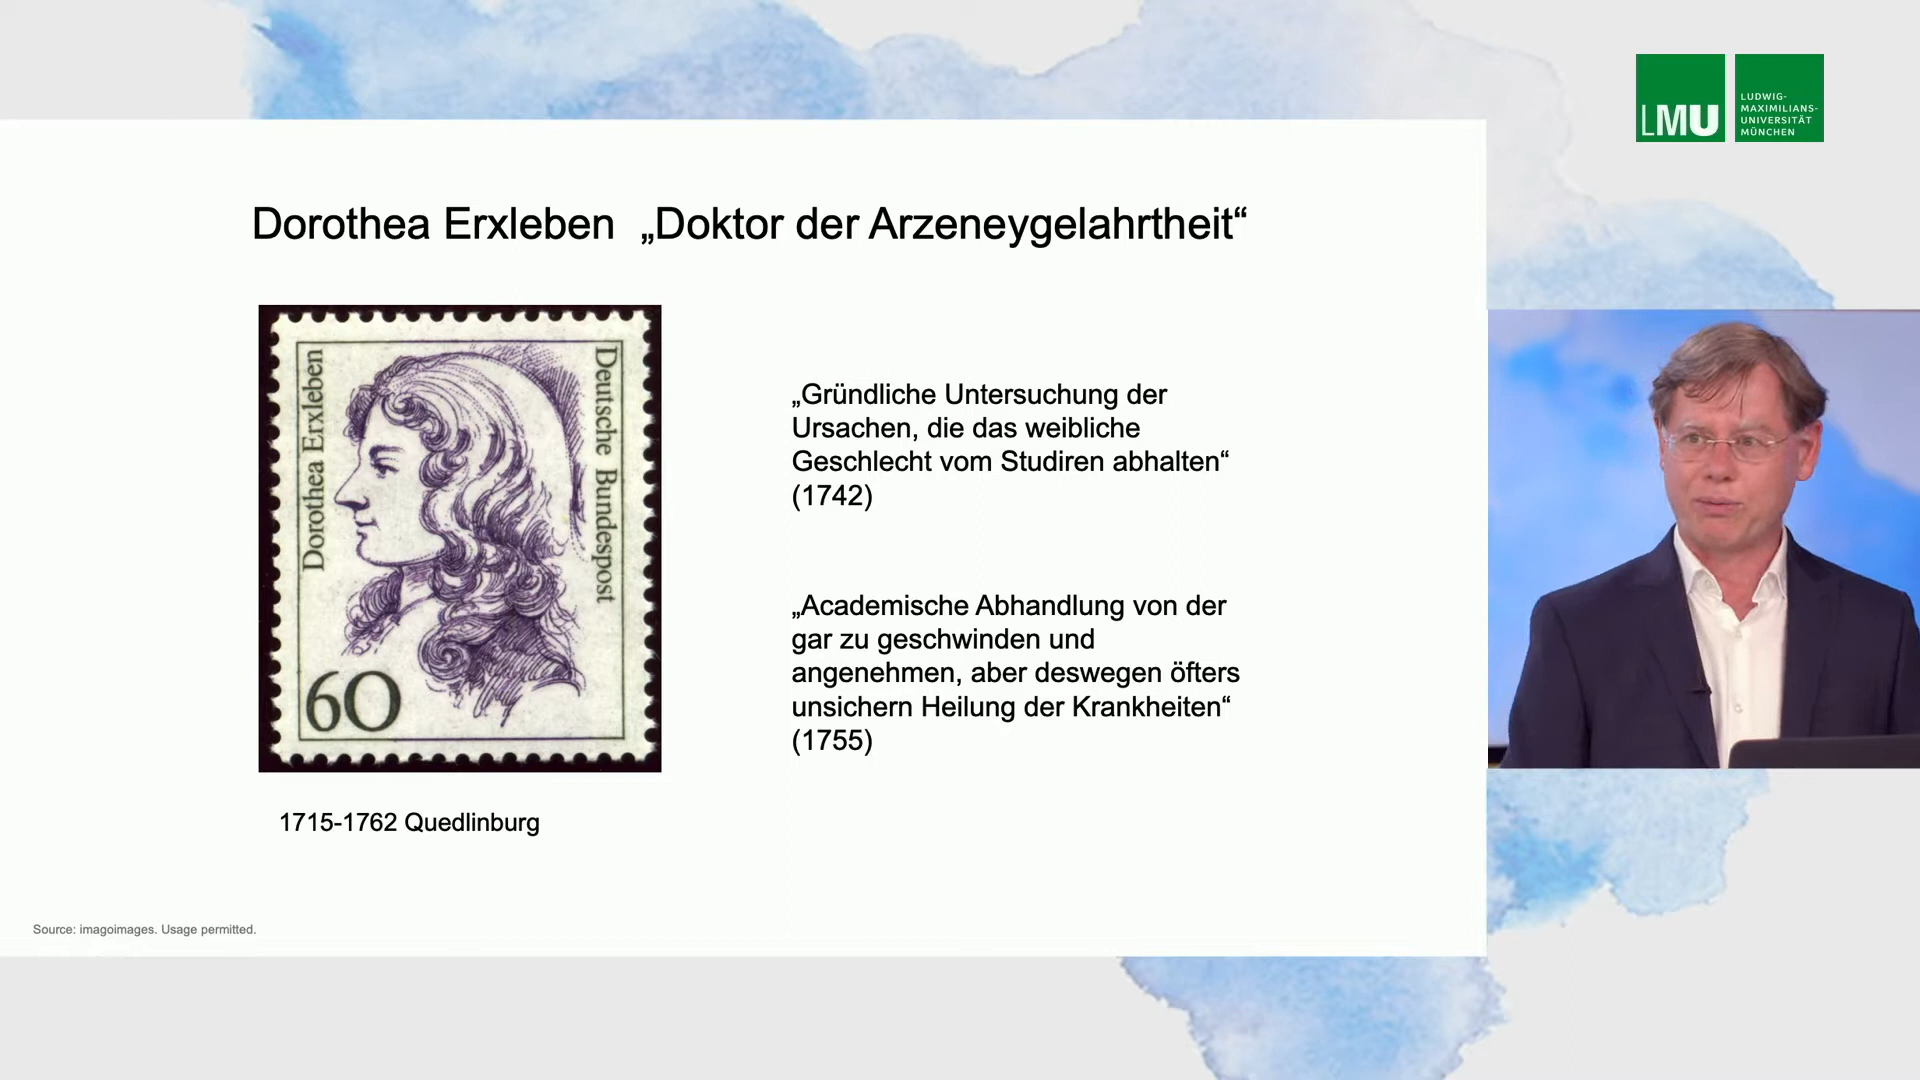 LMU
LUDWIG-
MAXIMILIANS-
UNIVERSITÄT
MÜNCHEN
Dorothea Erxleben „Doktor der Arzeneygelahrtheit“
Dorothea Erxleben
Deutsche Bundespost
60
„Gründliche Untersuchung der
Ursachen, die das weibliche
Geschlecht vom Studiren abhalten“
(1742)
„Academische Abhandlung von der
gar zu geschwinden und
angenehmen, aber deswegen öfters
unsichern Heilung der Krankheiten“
(1755)
1715-1762 Quedlinburg
Source: imagoimages. Usage permitted.